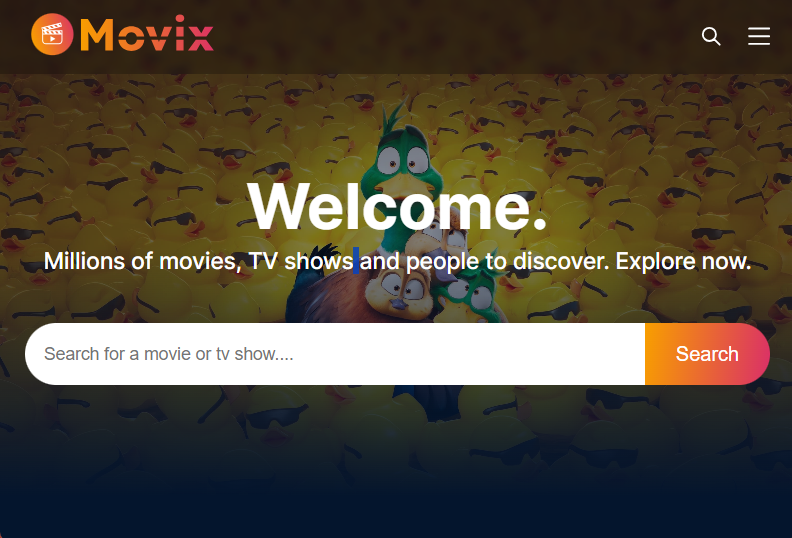 Movix
Welcome.
Millions of movies, TV shows and people to discover. Explore now.
Search for a movie or tv show....
Search